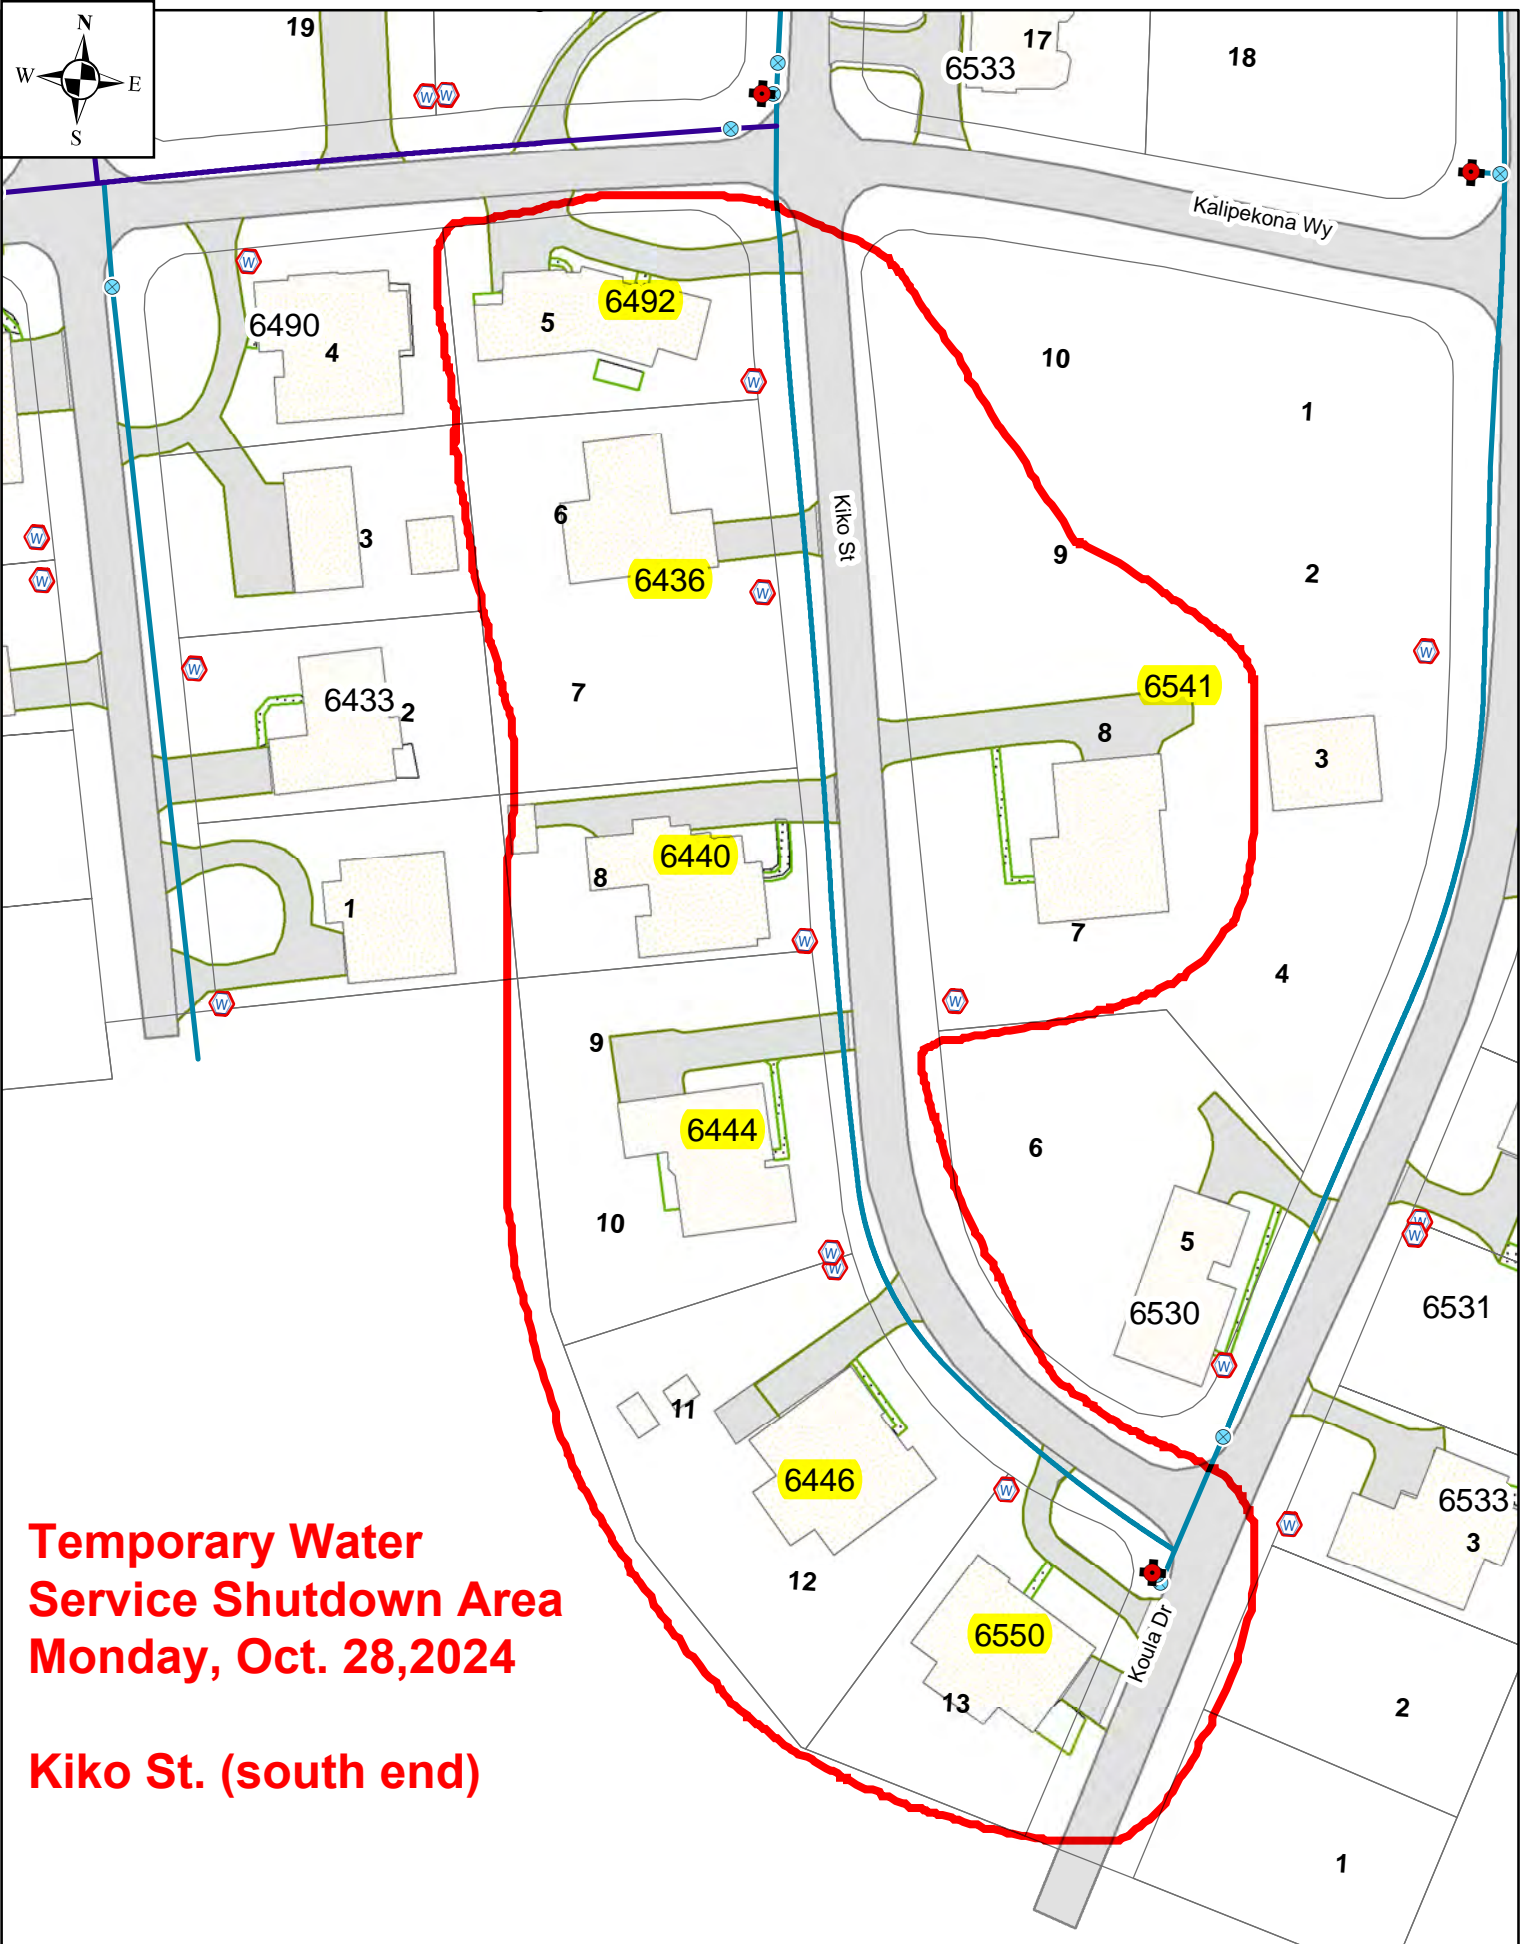 N
W
E
S
19
17
6533
18
W
W
Kalipekona Wy
W
6492
5
6490
4
10
1
W
Kiko St
6
3
9
2
W
6436
W
W
W
W
6541
7
6433
2
8
3
6440
8
1
7
W
4
W
W
9
6444
6
10
W
W
W
W
5
6530
6531
W
11
6446
W
W
6533
3
Temporary Water
Service Shutdown Area
Monday, Oct. 28,2024
12
6550
Koula Dr
13
2
Kiko St. (south end)
1